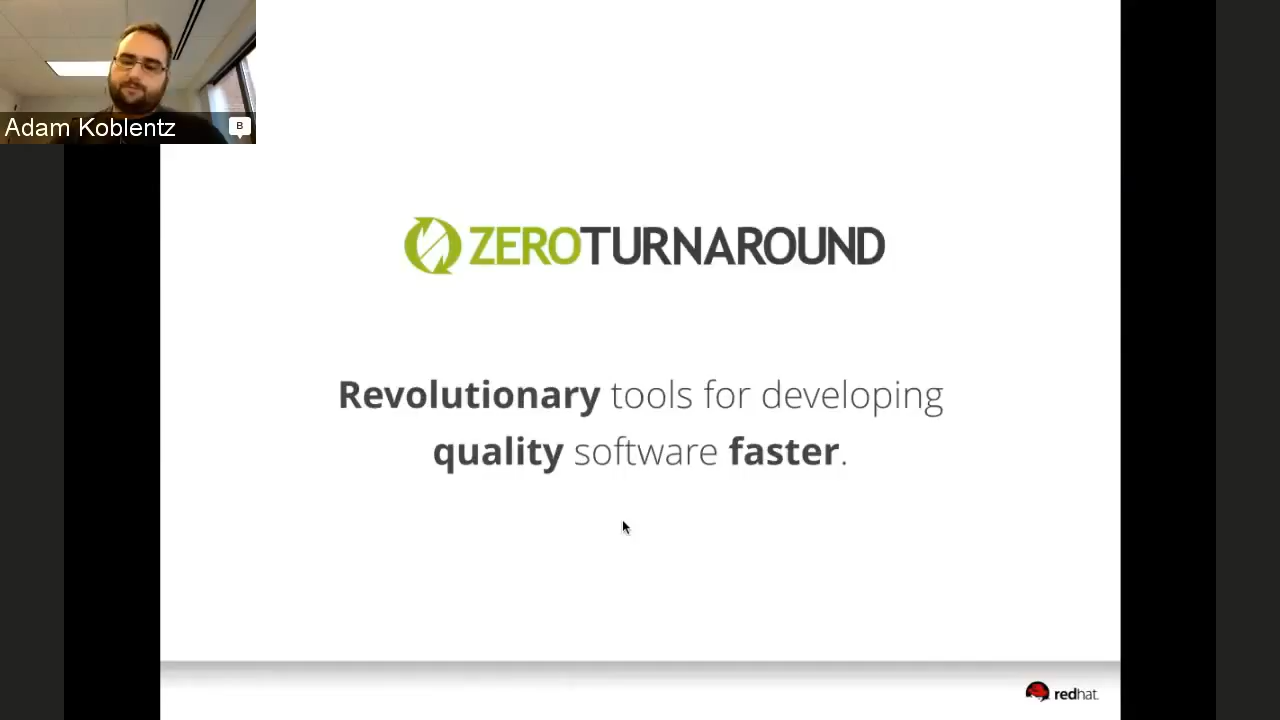 Adam Koblentz
B
ZEROTURNAROUND
Revolutionary tools for developing
quality software faster.
redhat.